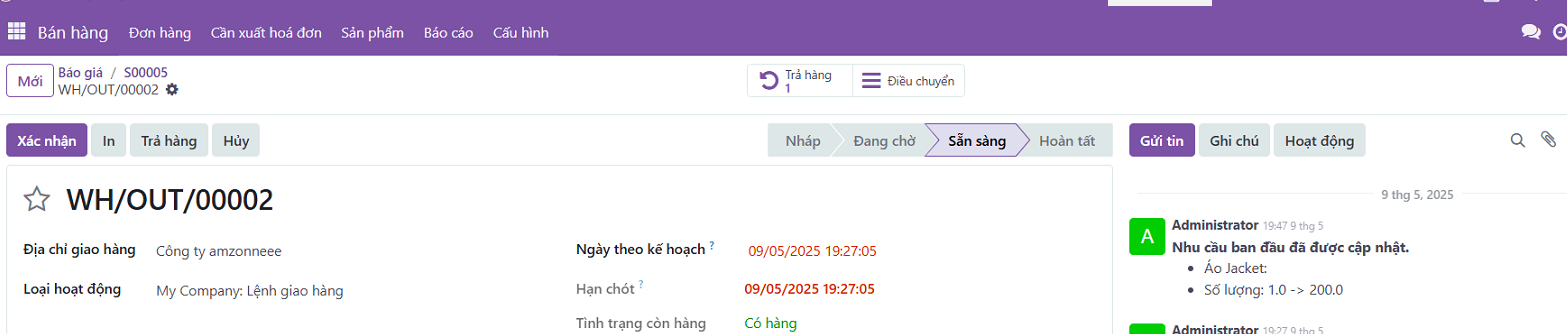 Bán hàng Đơn hàng Cần xuất hoá đơn Sản phẩm Báo cáo Cấu hình
Mới
Báo giá / S00005
WH/OUT/00002
Trả hàng
1
Điều chuyển
Xác nhận In Trả hàng Hủy
Nháp Đang chờ Sẵn sàng Hoàn tất
Gửi tin Ghi chú Hoạt động
WH/OUT/00002
Địa chỉ giao hàng Công ty amzonneee
Loại hoạt động My Company: Lệnh giao hàng
Ngày theo kế hoạch ? 09/05/2025 19:27:05
Hạn chót ? 09/05/2025 19:27:05
Tình trạng còn hàng Có hàng
9 thg 5, 2025
A
Administrator 19:47 9 thg 5
Nhu cầu ban đầu đã được cập nhật.
• Áo Jacket:
• Số lượng: 1.0 -> 200.0
Administrator 19:27 9 thg 5